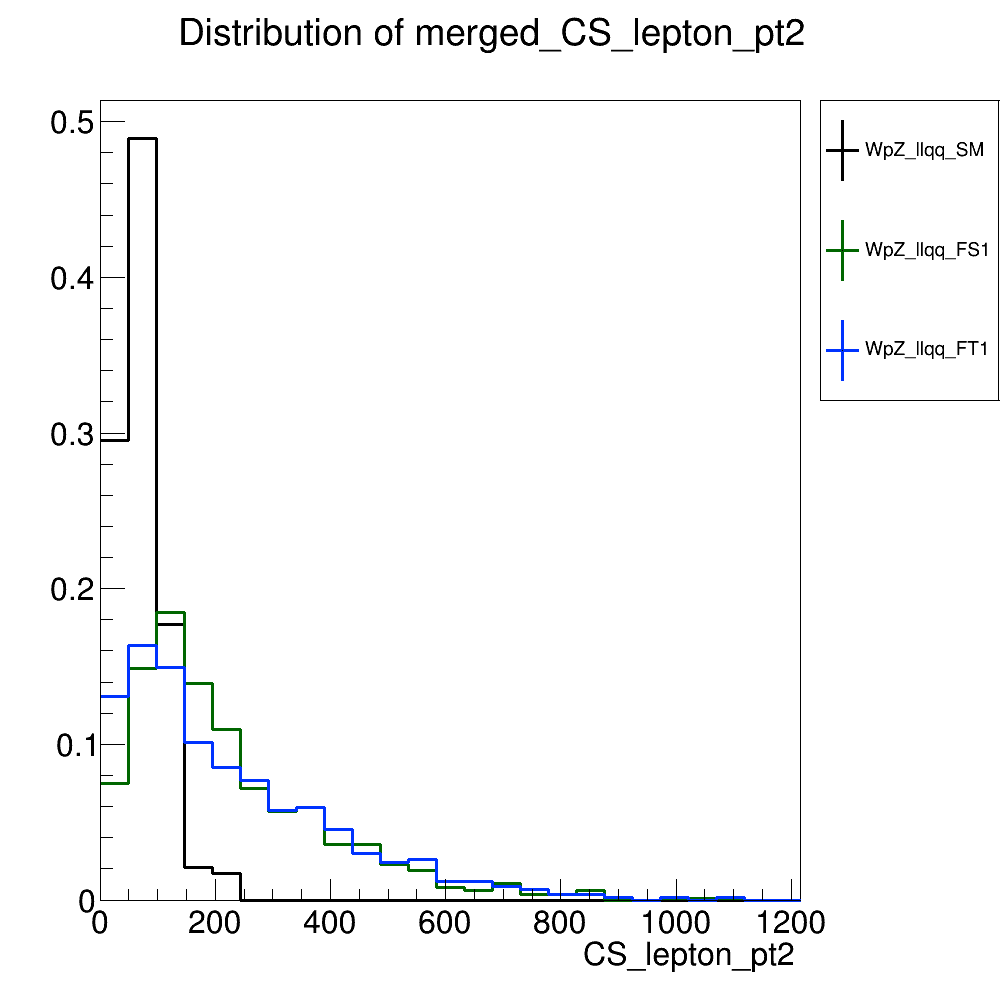 Distribution of merged_CS_lepton_pt2
0.5
0.4
0.3
0.2
0.1
0
0 200 400 600 800 1000 1200
CS_lepton_pt2
WpZ_llqq_SM
WpZ_llqq_FS1
WpZ_llqq_FT1